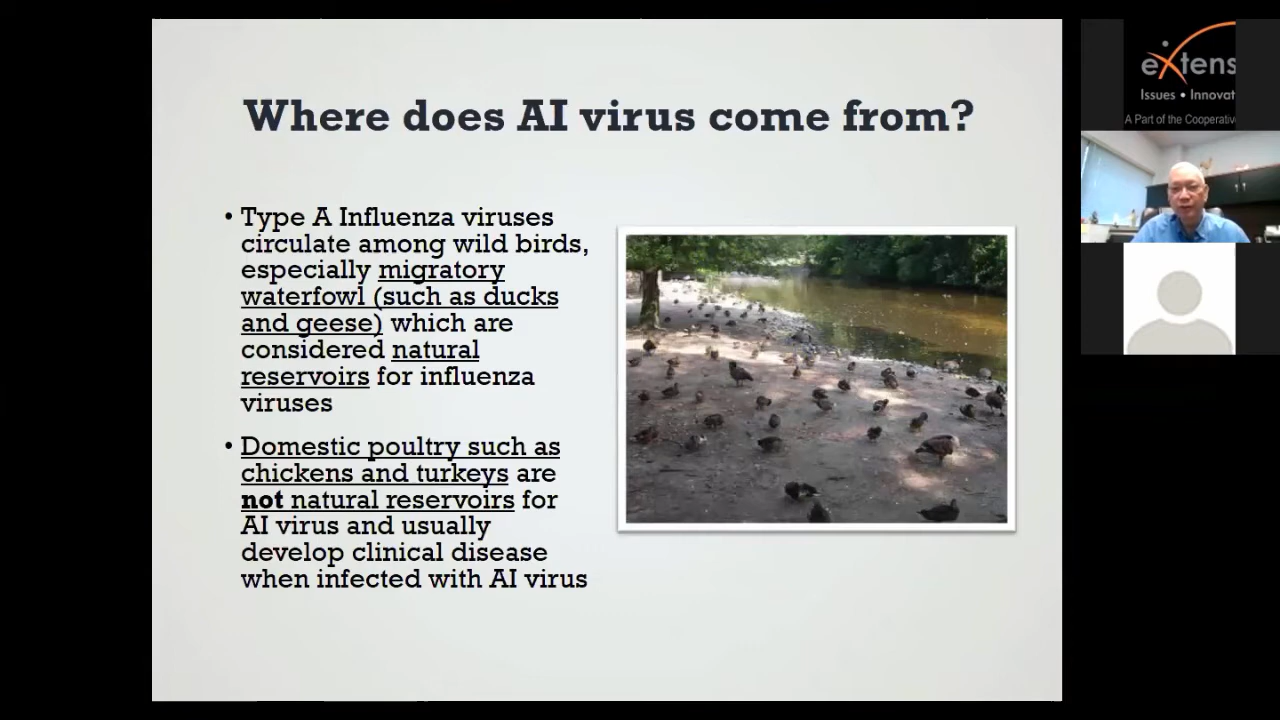 Where does AI virus come from?
• Type A Influenza viruses
circulate among wild birds,
especially migratory
waterfowl (such as ducks
and geese) which are
considered natural
reservoirs for influenza
viruses
• Domestic poultry such as
chickens and turkeys are
not natural reservoirs for
AI virus and usually
develop clinical disease
when infected with AI virus
eXtens
Issues • Innovat
A Part of the Cooperativ